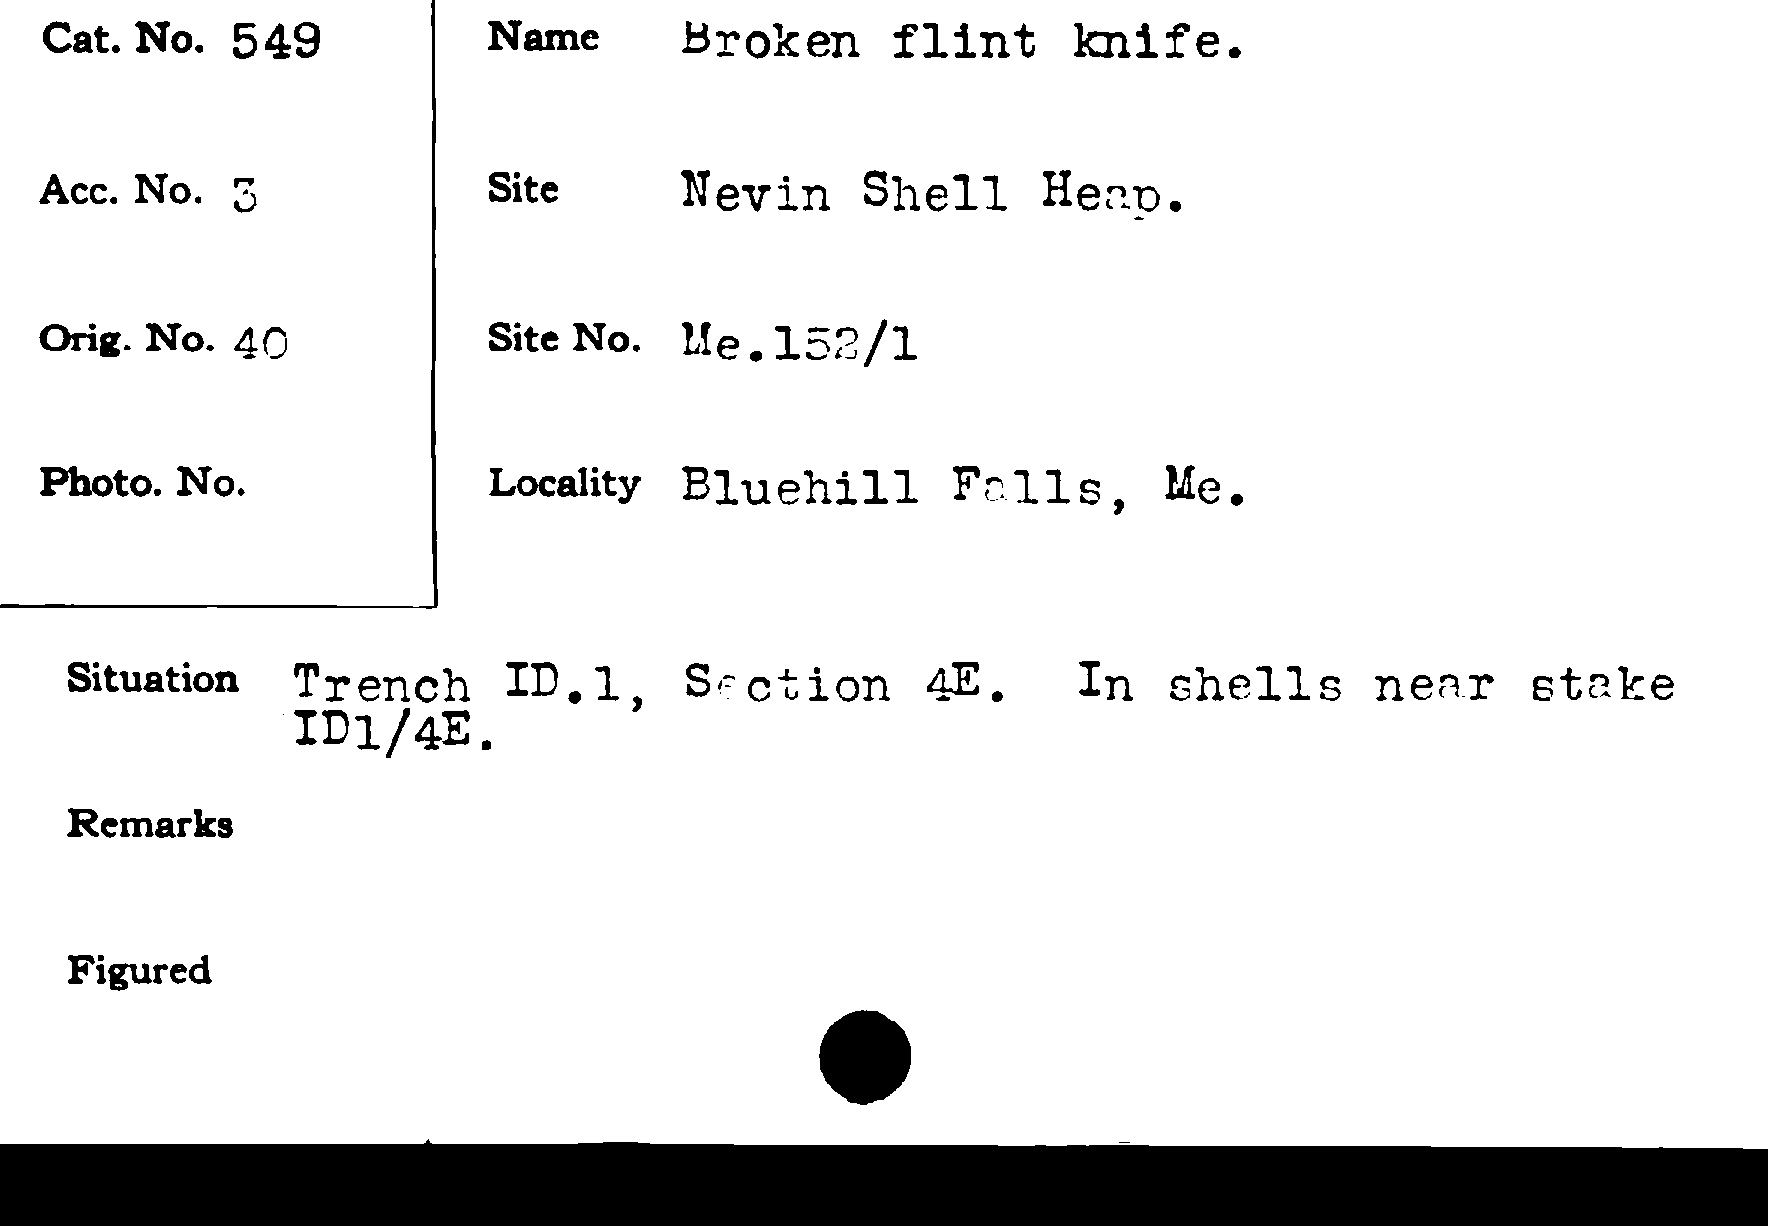 Cat. No. 549
Name Broken flint knife.
Acc. No. 3
Site Nevin Shell Heap.
Orig. No. 40
Site No. Me.152/1
Photo. No.
Locality Bluehill Falls, Me.
Situation Trench ID.1, Section 4E. In shells near stake
ID1/4E.
Remarks
Figured